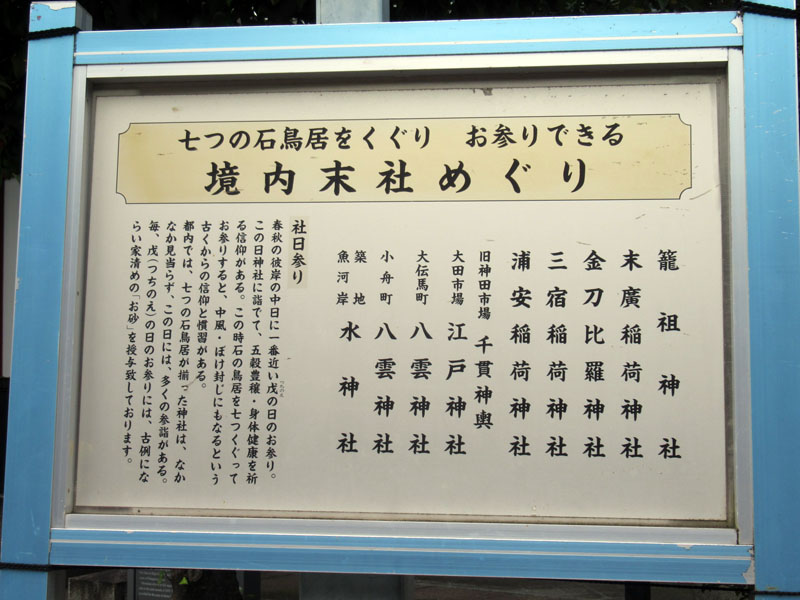 七つの石鳥居をくぐり お参りできる
境内末社めぐり
籠祖神社
末廣稲荷神社
金刀比羅神社
三宿稲荷神社
浦安稲荷神社
旧神田市場 千貫神輿
大田市場 江戸神社
大伝馬町 八雲神社
小舟町 八雲神社
築地
魚河岸 水神社
社日参り
春秋の彼岸の中日に一番近い戊の日のお参り。
この日神社に詣でて、五穀豊穣・身体健康を祈
る信仰がある。この時石の鳥居を七つくぐって
お参りすると、中風・ぼけ封じにもなるという
古くからの信仰と慣習がある。
都内では、七つの石鳥居が揃った神社は、なか
なか見当らず、この日には、多くの参詣がある。
毎、戊(つちのえ)の日のお参りには、古例にな
らい家清めの「お砂」を授与致しております。